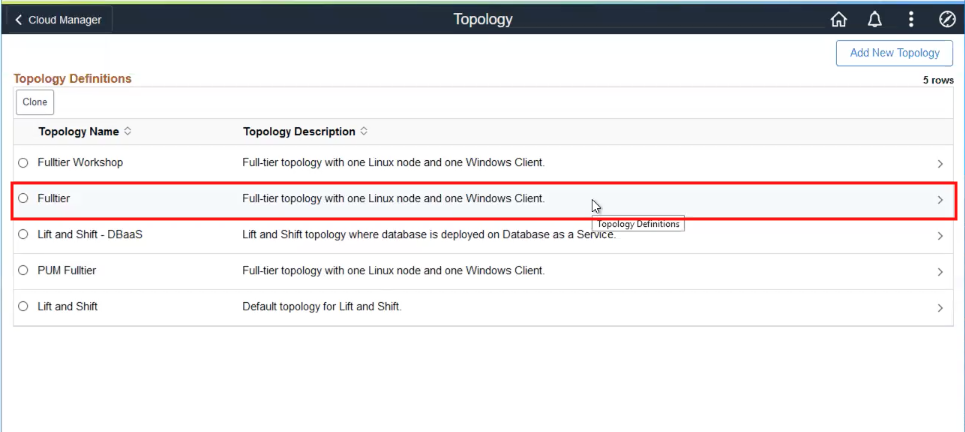 Cloud Manager
Topology
Add New Topology
Topology Definitions
5 rows
Clone
Topology Name Topology Description
Fulltier Workshop Full-tier topology with one Linux node and one Windows Client.
Fulltier Full-tier topology with one Linux node and one Windows Client.
Topology Definitions
Lift and Shift - DBaaS Lift and Shift topology where database is deployed on Database as a Service.
PUM Fulltier Full-tier topology with one Linux node and one Windows Client.
Lift and Shift Default topology for Lift and Shift.